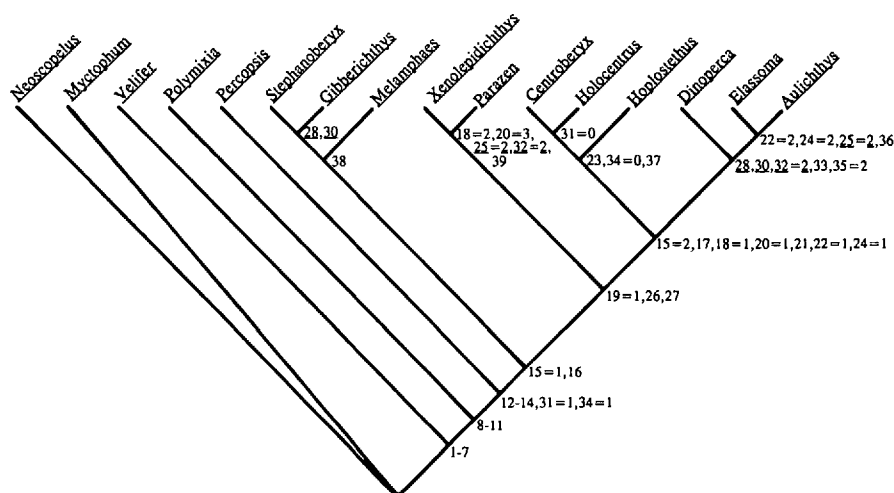 Neoscopelus
Myctophum
Velifer
Polymixia
Percopsis
Stephanoberyx
Gibberichthys
Melamphaes
Xenolepidichthys
Parazen
Centroberyx
Holocentrus
Hoplostethus
Dinoperca
Elassoma
Aulichthys
28,30
38
18=2,20=3,
25=2,32=2,
39
31=0
23,34=0,37
22=2,24=2,25=2,36
28,30,32=2,33,35=2
15=2,17,18=1,20=1,21,22=1,24=1
19=1,26,27
15=1,16
12-14,31=1,34=1
8-11
1-7